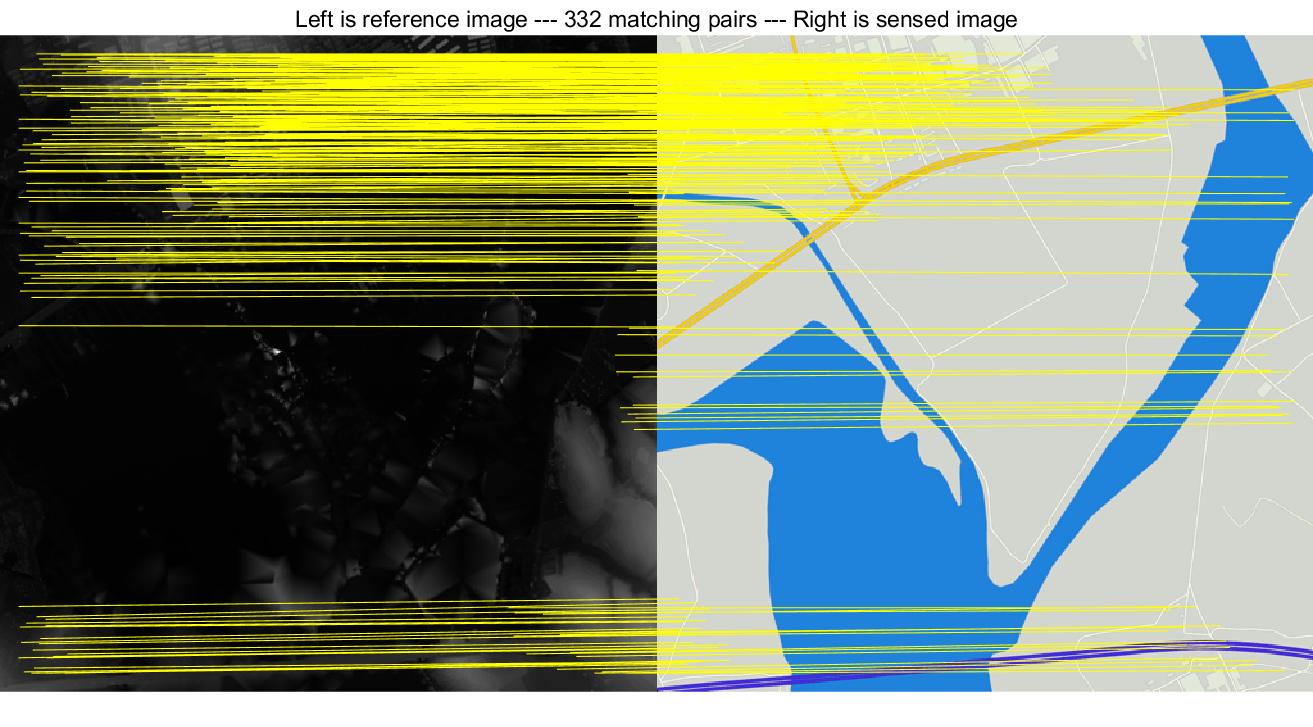 Left is reference image --- 332 matching pairs --- Right is sensed image